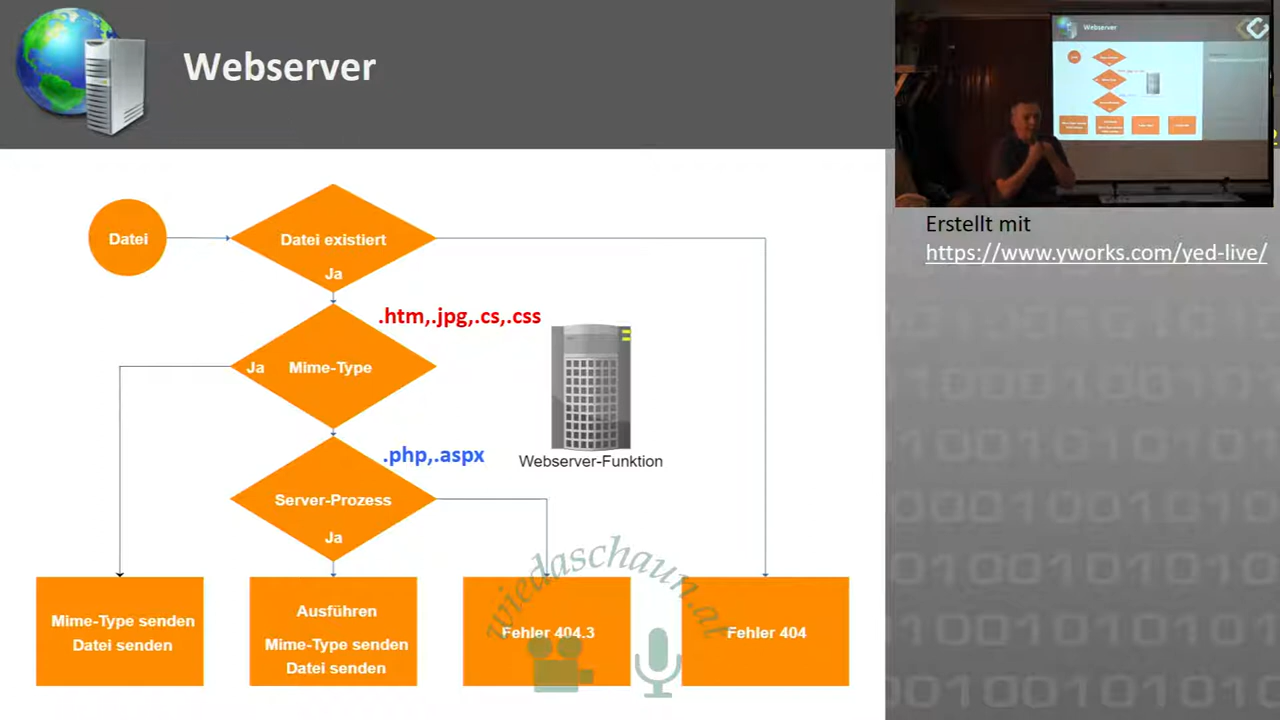 Webserver
Erstellt mit
https://www.yworks.com/yed-live/
Datei
Datei existiert
Ja
.htm,.jpg,.cs,.css
Ja
Mime-Type
.php,.aspx
Webserver-Funktion
Server-Prozess
Ja
Mime-Type senden
Datei senden
Ausführen
Mime-Type senden
Datei senden
Fehler 404.3
Fehler 404
wiedaschaun.at
Webserver